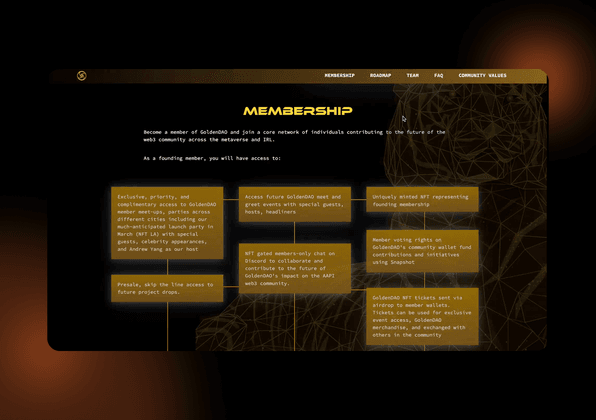 MEMBERSHIP ROADMAP TEAM FAQ COMMUNITY VALUES
MEMBERSHIP
Become a member of GoldenDAO and join a core network of individuals contributing to the future of the
web3 community across the metaverse and IRL.
As a founding member, you will have access to:
Exclusive, priority, and
complimentary access to GoldenDAO
member meet-ups, parties across
different cities including our
much-anticipated launch party in
March (NFT LA) with special
guests, celebrity appearances,
and Andrew Yang as our host
Presale, skip the line access to
future project drops.
Access future GoldenDAO meet and
greet events with special guests,
hosts, headliners
NFT gated members-only chat on
Discord to collaborate and
contribute to the future of
GoldenDAO's impact on the AAPI
web3 community.
Uniquely minted NFT representing
founding membership
Member voting rights on
GoldenDAO's community wallet fund
contributions and initiatives
using Snapshot
GoldenDAO NFT tickets sent via
airdrop to member wallets.
Tickets can be used for exclusive
event access, GoldenDAO
merchandise, and exchanged with
others in the community